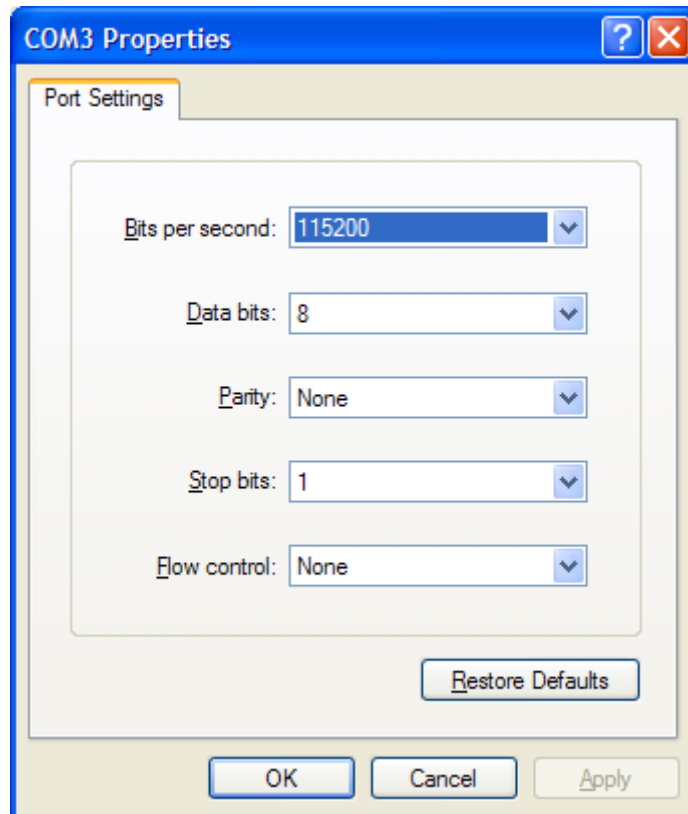 COM3 Properties
Port Settings
Bits per second: 115200
Data bits: 8
Parity: None
Stop bits: 1
Flow control: None
Restore Defaults
OK Cancel Apply